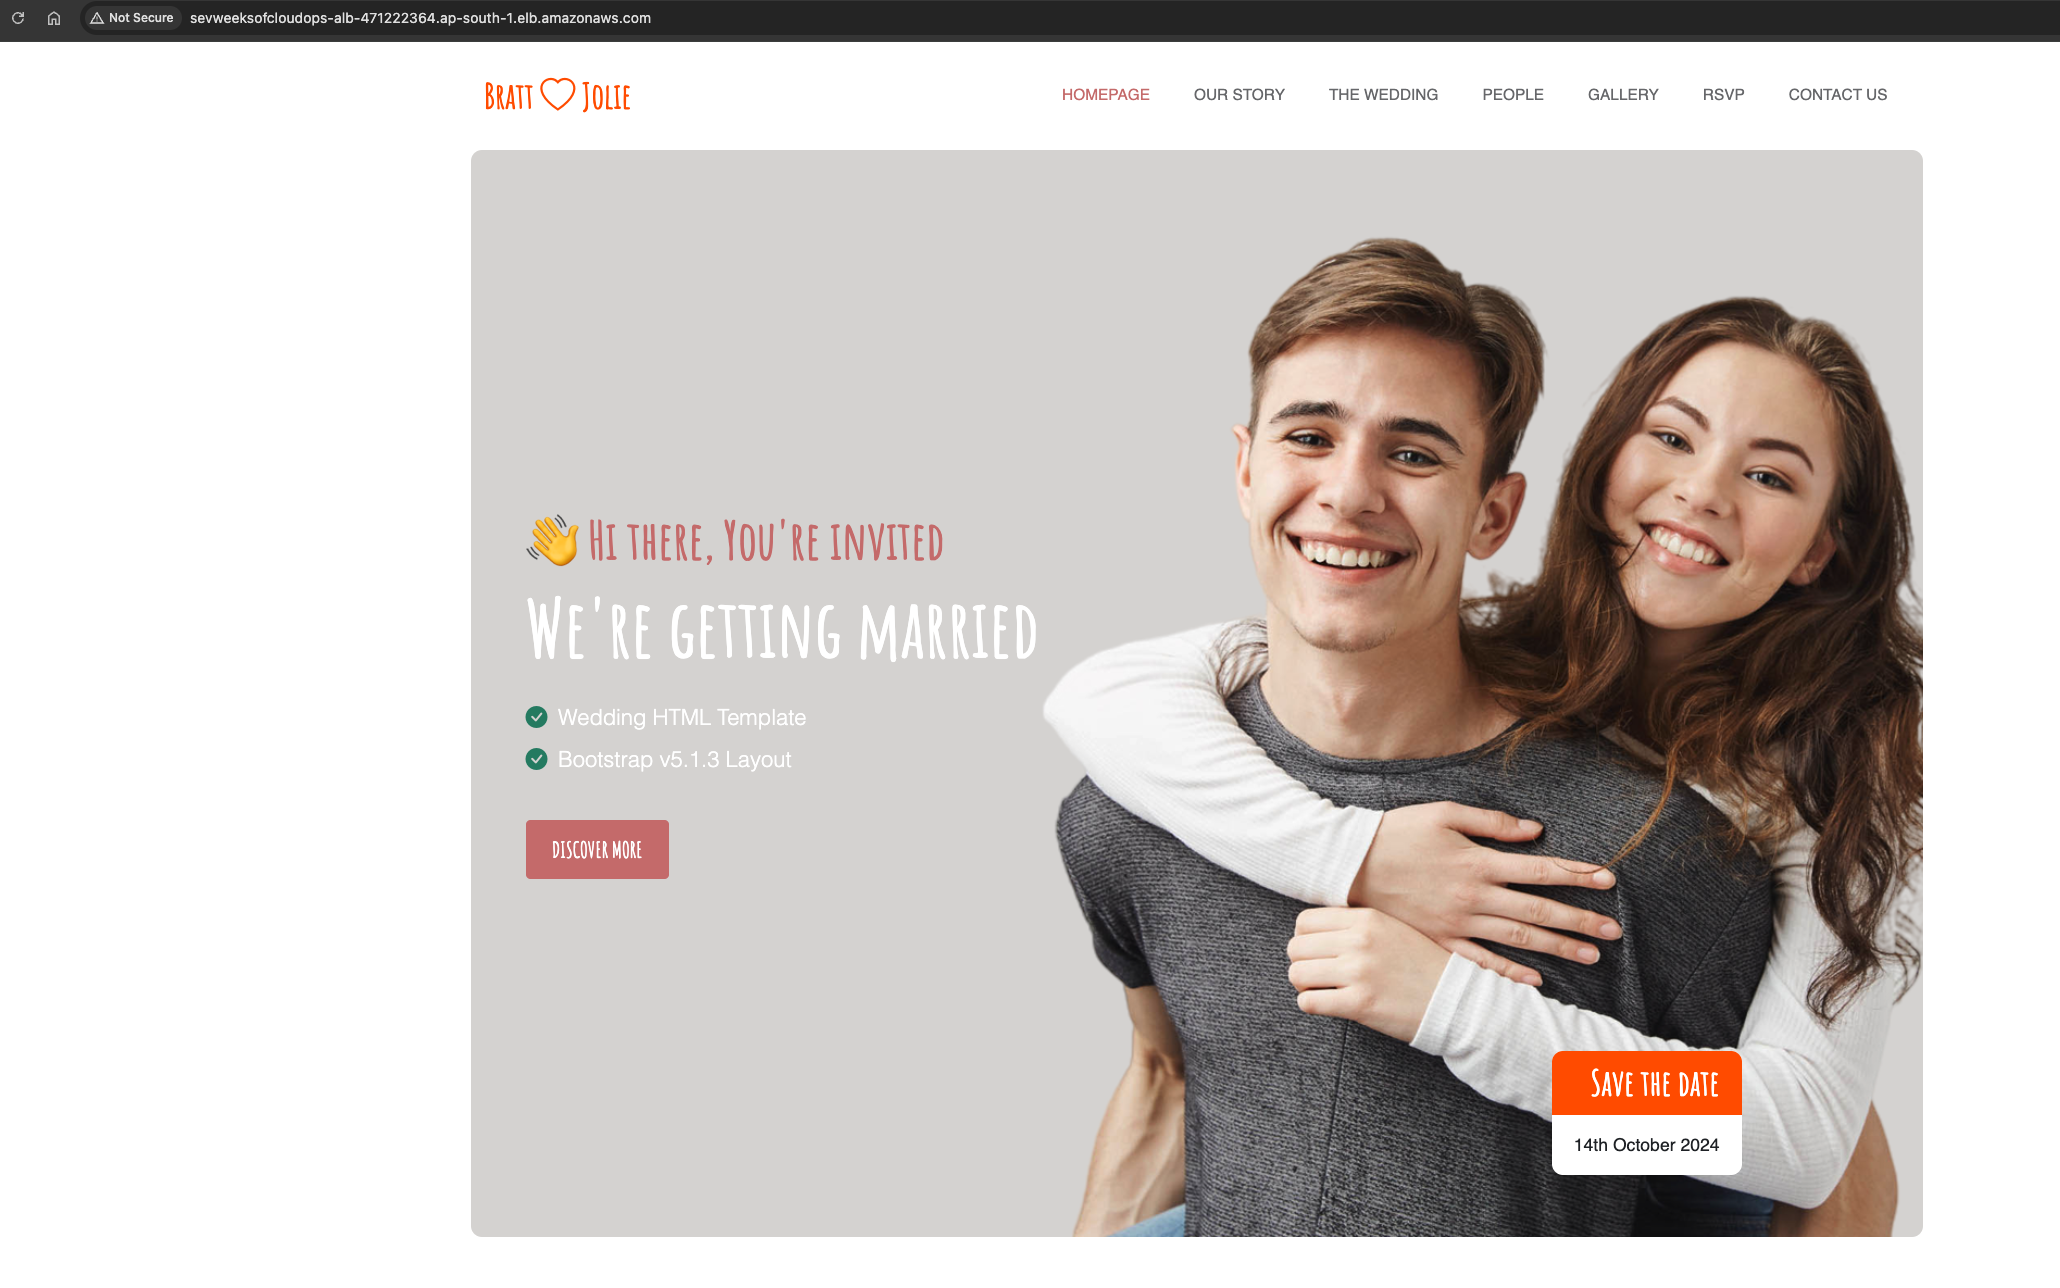 Not Secure sevweeksofcloudops-alb-471222364.ap-south-1.elb.amazonaws.com
Bratt Jolie
HOMEPAGE OUR STORY THE WEDDING PEOPLE GALLERY RSVP CONTACT US
👋 Hi there, You're invited
We're getting married
Wedding HTML Template
Bootstrap v5.1.3 Layout
DISCOVER MORE
Save the date
14th October 2024